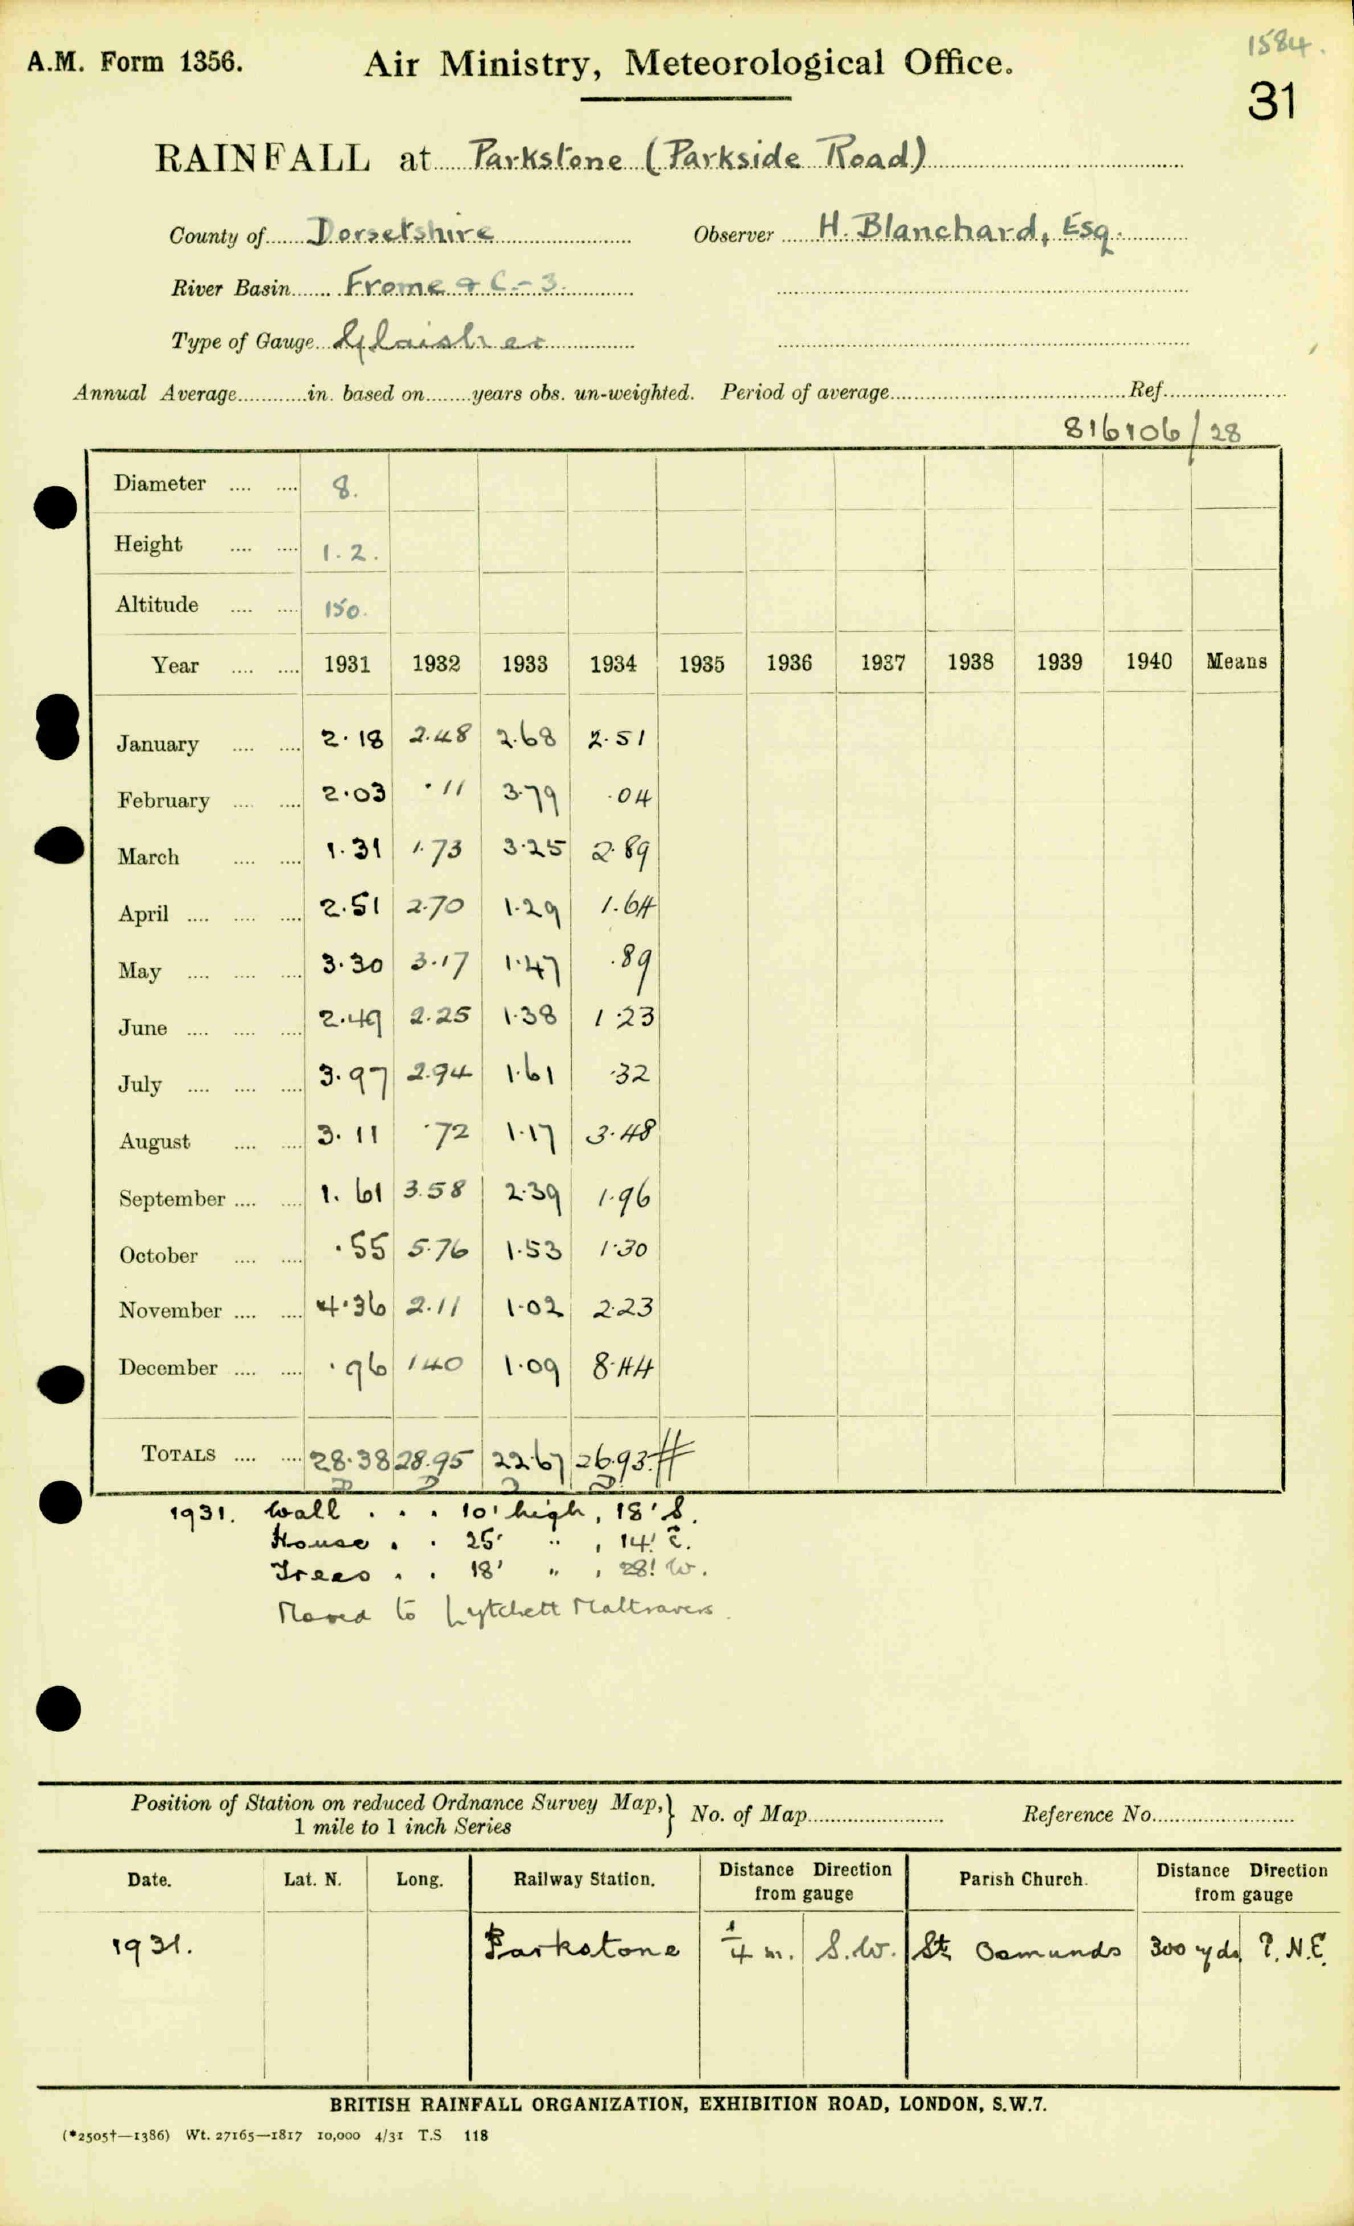 1584.
A.M. Form 1356. Air Ministry, Meteorological Office.
31
RAINFALL at Parkstone (Parkside Road)
County of Dorsetshire Observer H. Blanchard, Esq.
River Basin Frome & C - 3.
Type of Gauge Glaisher
Annual Average in. based on years obs. un-weighted. Period of average Ref.
816106/28
Diameter 8.
Height 1.2.
Altitude 150.
Year 1931 1932 1933 1934 1935 1936 1937 1938 1939 1940 Means
January 2.18 2.48 2.68 2.51
February 2.03 .11 3.79 .04
March 1.31 1.73 3.25 2.89
April 2.51 2.70 1.29 1.64
May 3.30 3.17 1.47 .89
June 2.49 2.25 1.38 1.23
July 3.97 2.94 1.61 .32
August 3.11 .72 1.17 3.48
September 1.61 3.58 2.39 1.96
October .55 5.76 1.53 1.30
November 4.36 2.11 1.02 2.23
December .96 1.40 1.09 8.44
TOTALS 28.38 28.95 22.67 26.93 #
1931. Wall . . . 10' high, 18' S.
House . . 25' " , 14' E.
Trees . . 18' " , 28' W.
Moved to Lytchett Maltravers.
Position of Station on reduced Ordnance Survey Map, } No. of Map Reference No.
1 mile to 1 inch Series
Date. Lat. N. Long. Railway Station. Distance Direction from gauge Parish Church. Distance Direction from gauge
1931. Parkstone 1/4 m. S.W. St Osmunds 300 yds ?. N.E.
BRITISH RAINFALL ORGANIZATION, EXHIBITION ROAD, LONDON, S.W.7.
(*2505†—1386) Wt. 27165—1817 10,000 4/31 T.S 118